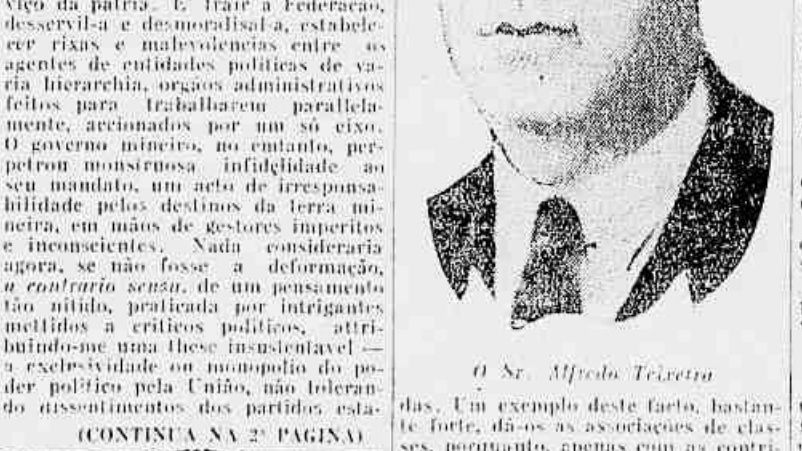 viço da patria. E' trair a Federação,
desservil-a e desmoralisal-a, estabele-
cer rixas e malevolencias entre os
agentes de entidades politicas de va-
ria hierarchia, orgãos administrativos
feitos para trabalharem parallela-
mente, accionados por um só eixo.
O governo mineiro, no emtanto, per-
petrou monstruosa infidelidade ao
seu mandato, um acto de irresponsa-
bilidade pelos destinos da terra mi-
neira, em mãos de gestores imperitos
e inconscientes. Nada consideraria
agora, se não fosse a deformação,
a contrario sensu, de um pensamento
tão nitido, praticada por intrigantes
mettidos a criticos politicos, attri-
buindo-me uma these insustentavel —
a exclusividade ou monopolio do po-
der politico pela União, não toleran-
do dissentimentos dos partidos esta-
(CONTINUA NA 2ª PAGINA)
O Sr. Alfredo Teixeira
das. Um exemplo deste facto, bastan-
te forte, dá-os as associações de clas-
ses, porquanto, apenas com as contri-